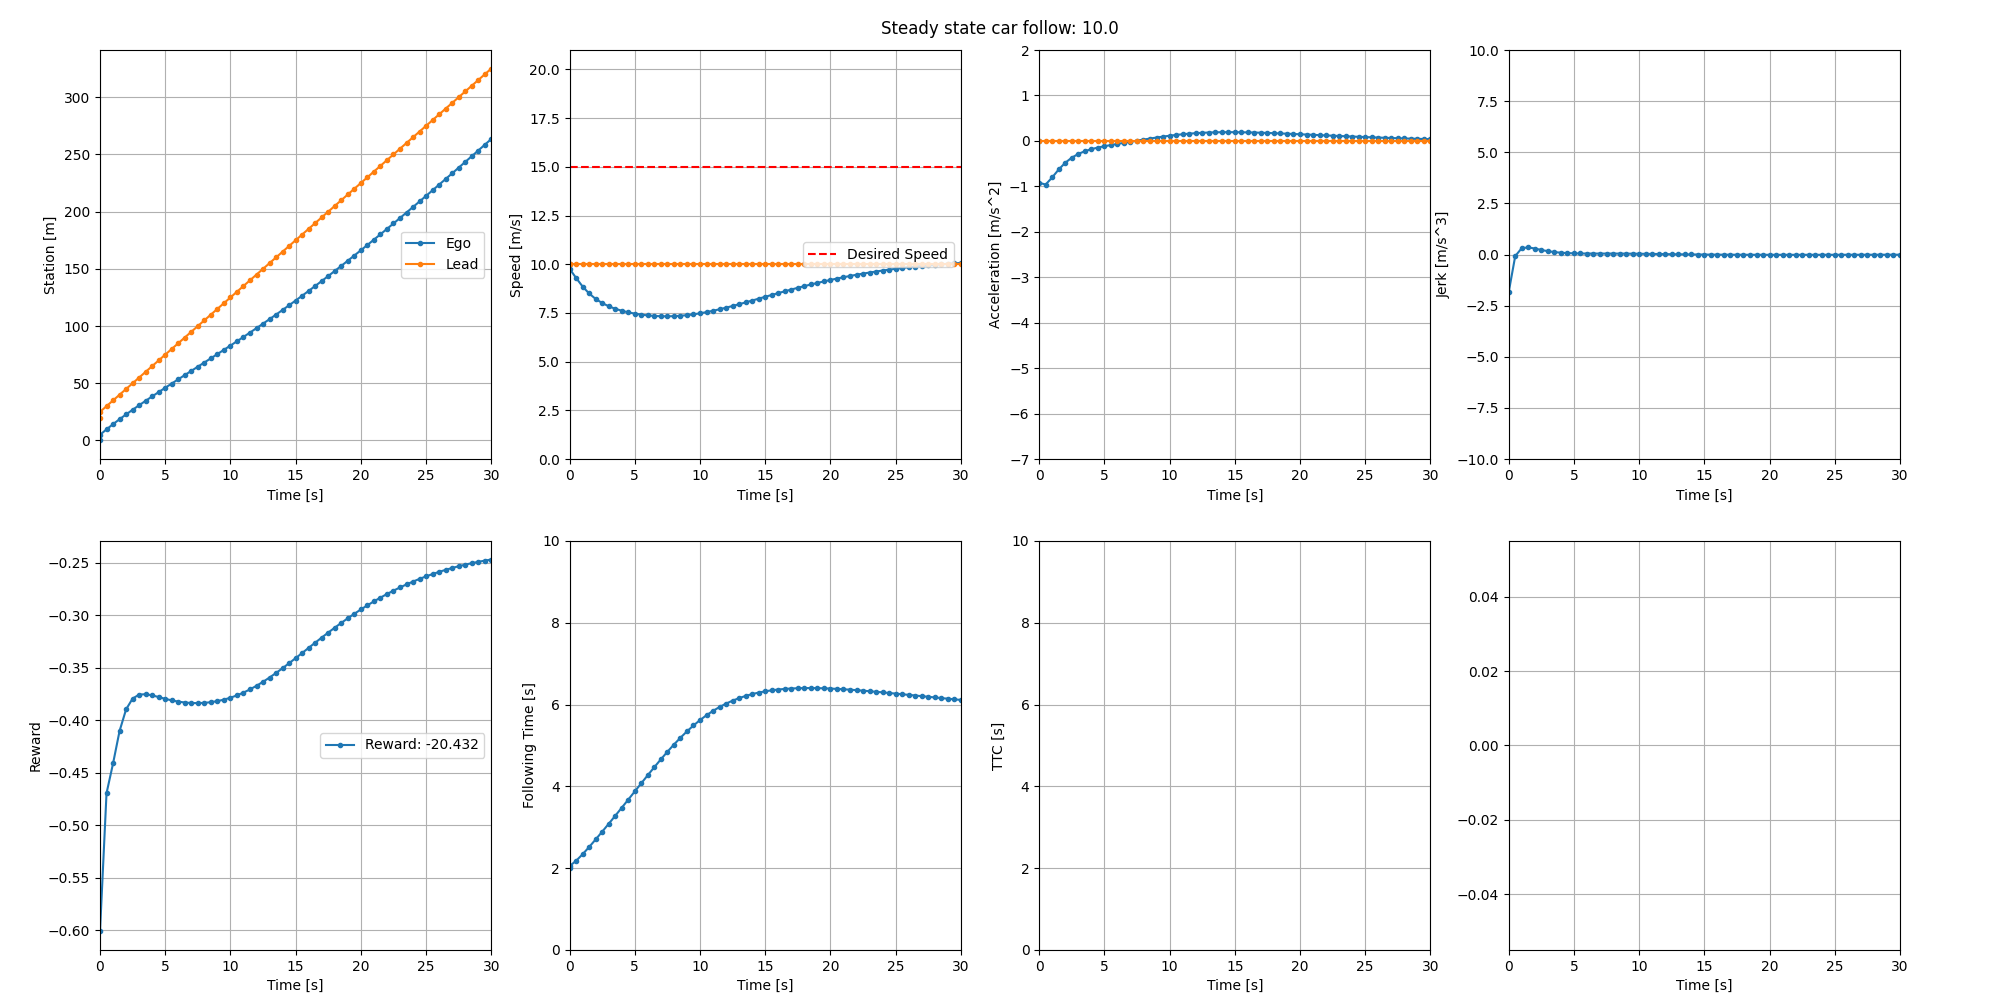 Steady state car follow: 10.0
Station [m]
300
250
200
150
100
50
0
Ego
Lead
0 5 10 15 20 25 30
Time [s]
Speed [m/s]
20.0
17.5
15.0
12.5
10.0
7.5
5.0
2.5
0.0
Desired Speed
0 5 10 15 20 25 30
Time [s]
Acceleration [m/s^2]
2
1
0
−1
−2
−3
−4
−5
−6
−7
0 5 10 15 20 25 30
Time [s]
Jerk [m/s^3]
10.0
7.5
5.0
2.5
0.0
−2.5
−5.0
−7.5
−10.0
0 5 10 15 20 25 30
Time [s]
Reward
−0.25
−0.30
−0.35
−0.40
−0.45
−0.50
−0.55
−0.60
Reward: -20.432
0 5 10 15 20 25 30
Time [s]
Following Time [s]
10
8
6
4
2
0
0 5 10 15 20 25 30
Time [s]
TTC [s]
10
8
6
4
2
0
0 5 10 15 20 25 30
Time [s]
0.04
0.02
0.00
−0.02
−0.04
0 5 10 15 20 25 30
Time [s]